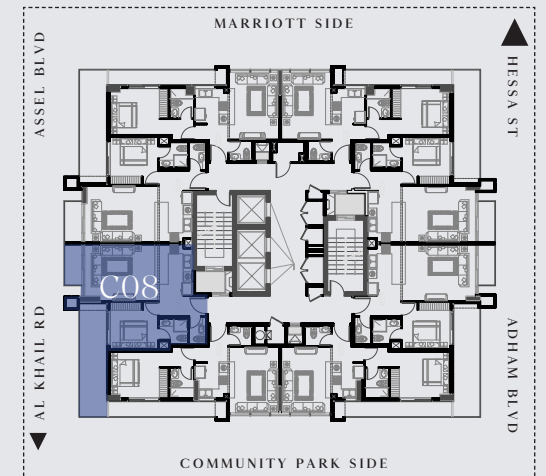 MARRIOTT SIDE
ASSEL BLVD
HESSA ST
C08
AL KHAIL RD
ADHAM BLVD
COMMUNITY PARK SIDE